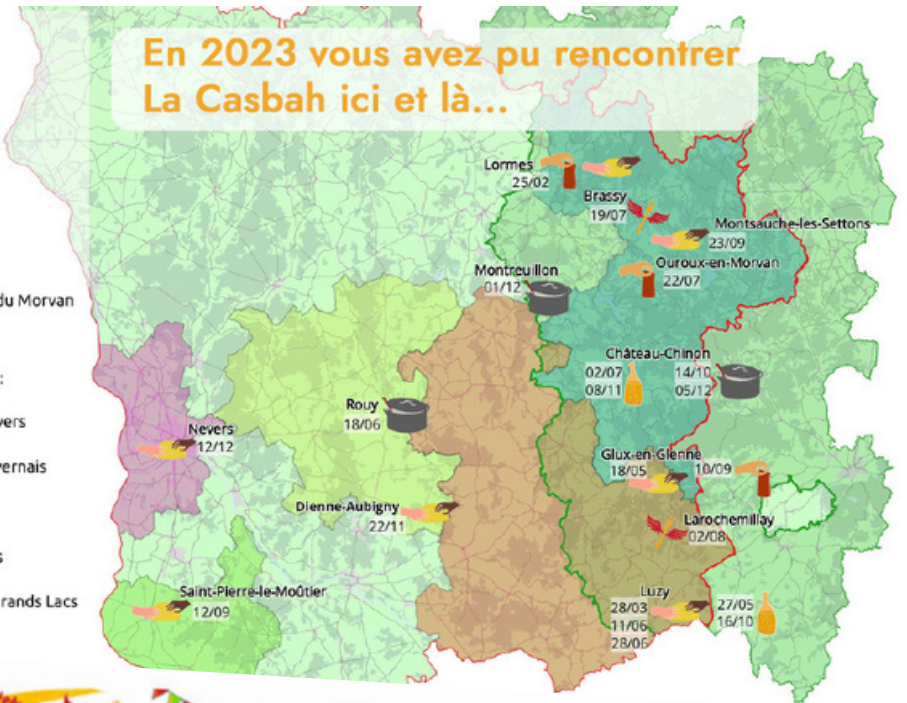 En 2023 vous avez pu rencontrer
La Casbah ici et là...
Lormes
25/02
Brassy
19/07
Montsauche-les-Settons
23/09
Ouroux-en-Morvan
22/07
Montreuillon
01/12
du Morvan
:
Château-Chinon
02/07 14/10
08/11 05/12
Rouy
18/06
vers
Nevers
12/12
vernais
Glux-en-Glenne
18/05 10/09
Dienne-Aubigny
22/11
Larochemillay
02/08
s
rands Lacs
Saint-Pierre-le-Moûtier
12/09
Luzy
28/03 27/05
11/06 16/10
28/06